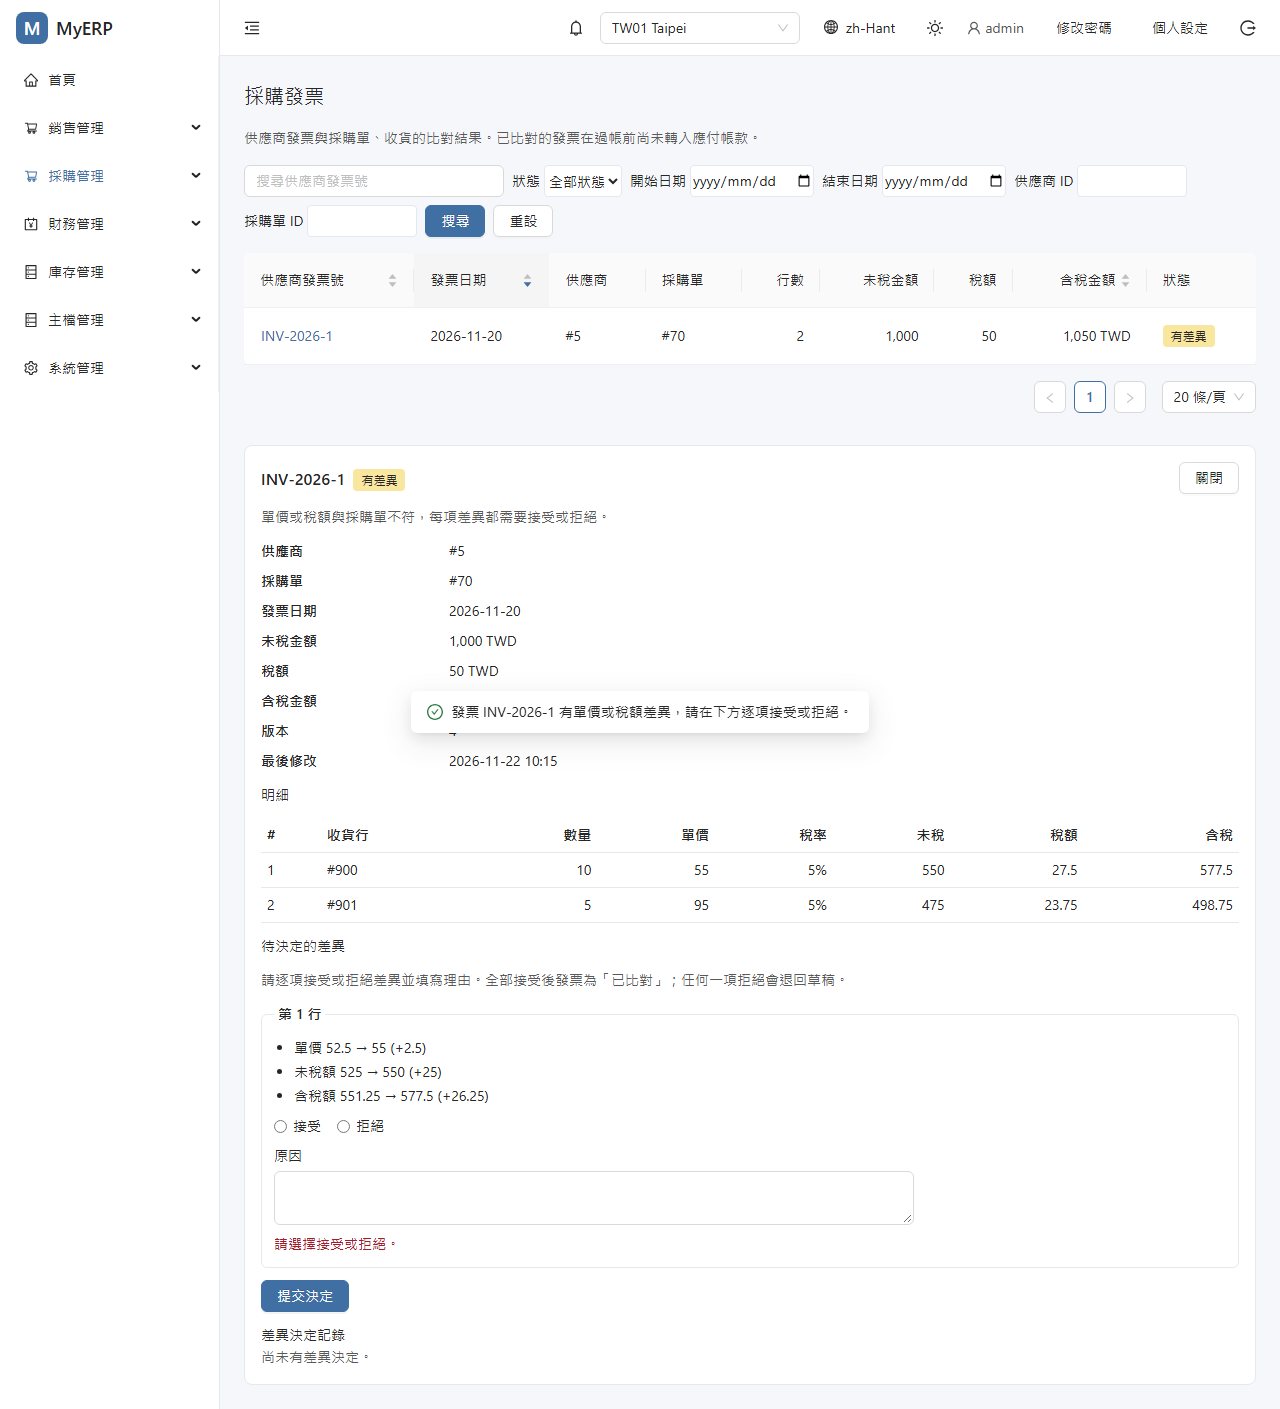 M MyERP
TW01 Taipei
zh-Hant
admin
修改密碼
個人設定
首頁
銷售管理
採購管理
財務管理
庫存管理
主檔管理
系統管理
採購發票
供應商發票與採購單、收貨的比對結果。已比對的發票在過帳前尚未轉入應付帳款。
搜尋供應商發票號 狀態 全部狀態 開始日期 yyyy/mm/dd 結束日期 yyyy/mm/dd 供應商 ID
採購單 ID 搜尋 重設
供應商發票號 發票日期 供應商 採購單 行數 未稅金額 稅額 含稅金額 狀態
INV-2026-1 2026-11-20 #5 #70 2 1,000 50 1,050 TWD 有差異
1 20 條/頁
INV-2026-1 有差異 關閉
單價或稅額與採購單不符，每項差異都需要接受或拒絕。
供應商 #5
採購單 #70
發票日期 2026-11-20
未稅金額 1,000 TWD
稅額 50 TWD
含稅金額
發票 INV-2026-1 有單價或稅額差異，請在下方逐項接受或拒絕。
版本
最後修改 2026-11-22 10:15
明細
# 收貨行 數量 單價 稅率 未稅 稅額 含稅
1 #900 10 55 5% 550 27.5 577.5
2 #901 5 95 5% 475 23.75 498.75
待決定的差異
請逐項接受或拒絕差異並填寫理由。全部接受後發票為「已比對」；任何一項拒絕會退回草稿。
第 1 行
• 單價 52.5 → 55 (+2.5)
• 未稅額 525 → 550 (+25)
• 含稅額 551.25 → 577.5 (+26.25)
接受 拒絕
原因
請選擇接受或拒絕。
提交決定
差異決定記錄
尚未有差異決定。